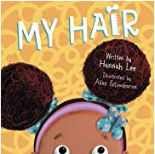 MY HAIR
Written by
Hannah Lee
Illustrated by
Allen Fatimaharan